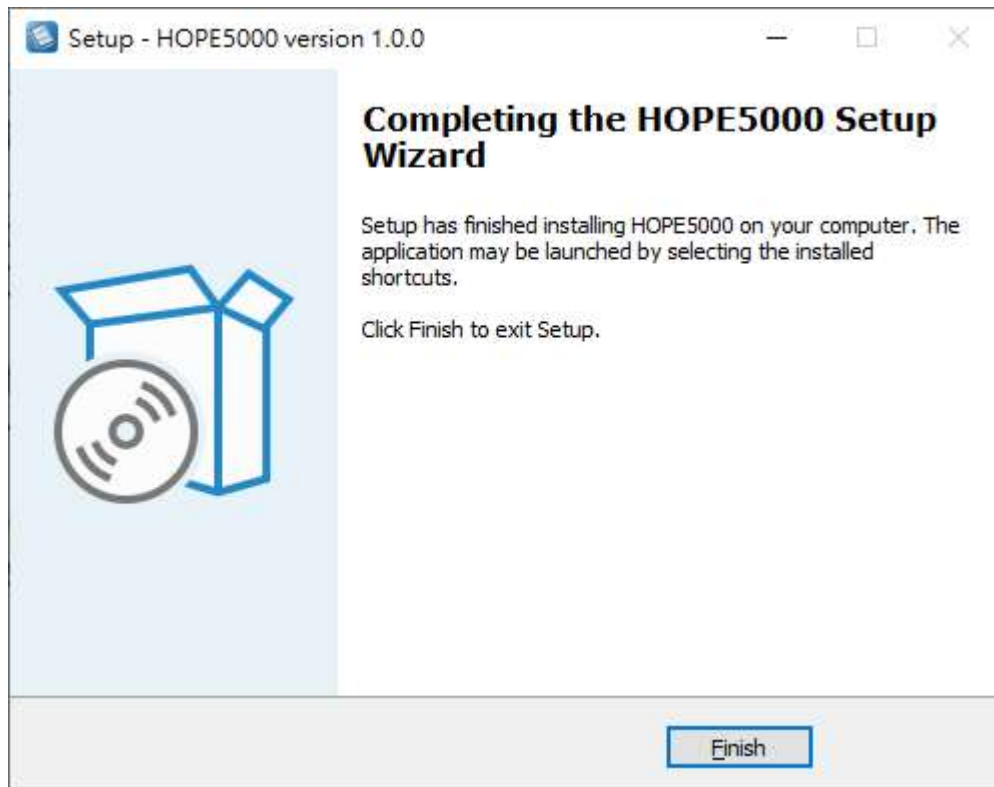 Setup - HOPE5000 version 1.0.0
Completing the HOPE5000 Setup
Wizard
Setup has finished installing HOPE5000 on your computer. The
application may be launched by selecting the installed
shortcuts.
Click Finish to exit Setup.
Finish